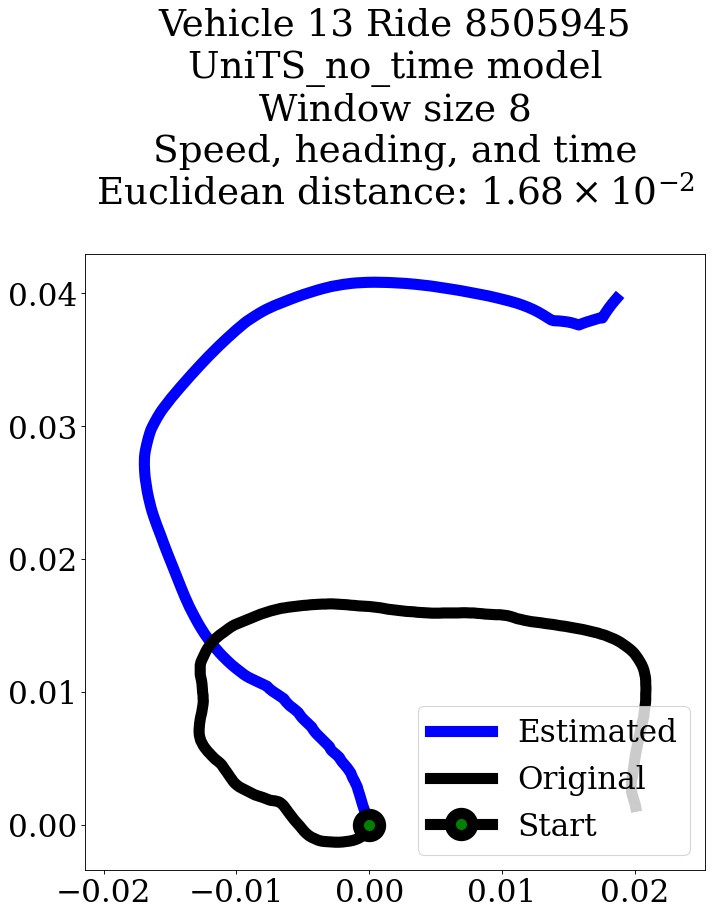 Vehicle 13 Ride 8505945
UniTS_no_time model
Window size 8
Speed, heading, and time
Euclidean distance: 1.68 × 10⁻²
0.04
0.03
0.02
0.01
0.00
−0.02 −0.01 0.00 0.01 0.02
Estimated
Original
Start